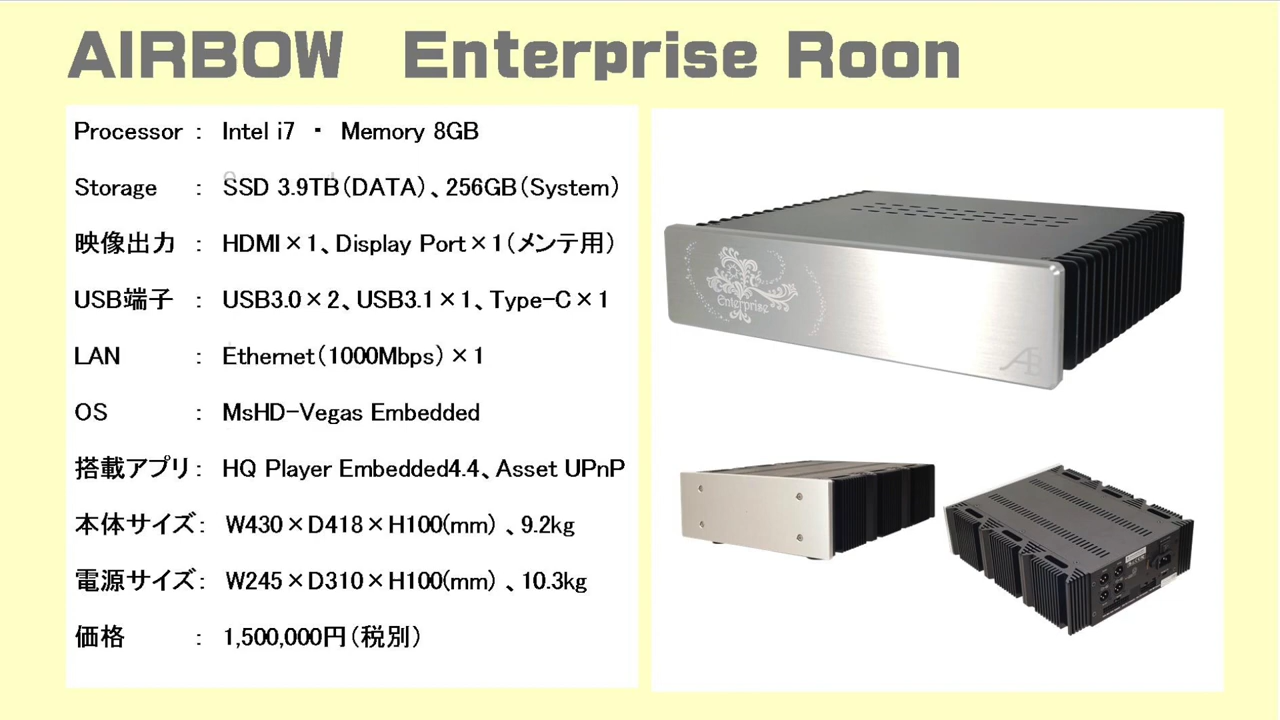 AIRBOW Enterprise Roon
Processor : Intel i7 ・ Memory 8GB
Storage : SSD 3.9TB(DATA)、256GB(System)
映像出力 : HDMI×1、Display Port×1(メンテ用)
USB端子 : USB3.0×2、USB3.1×1、Type-C×1
LAN : Ethernet(1000Mbps)×1
OS : MsHD-Vegas Embedded
搭載アプリ: HQ Player Embedded4.4、Asset UPnP
本体サイズ: W430×D418×H100(mm) 、9.2kg
電源サイズ: W245×D310×H100(mm) 、10.3kg
価格 : 1,500,000円(税別)
Enterprise
AB